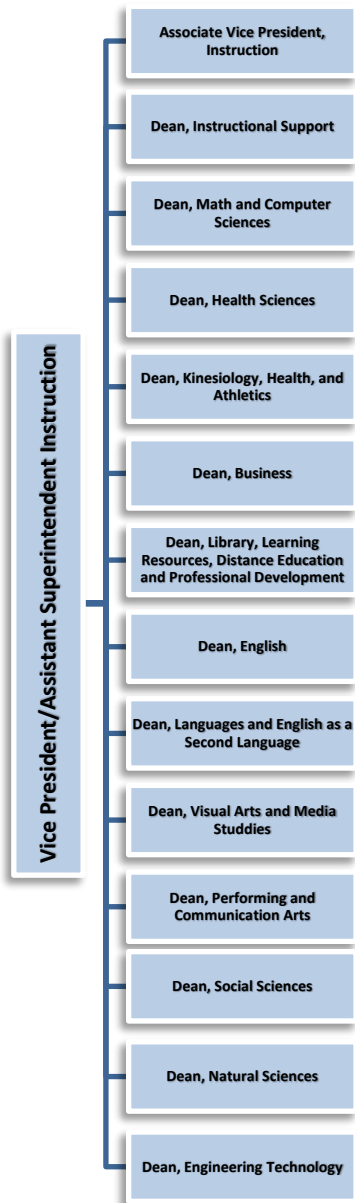 Associate Vice President,
Instruction
Dean, Instructional Support
Dean, Math and Computer
Sciences
Dean, Health Sciences
Vice President/Assistant Superintendent Instruction
Dean, Kinesiology, Health, and
Athletics
Dean, Business
Dean, Library, Learning
Resources, Distance Education
and Professional Development
Dean, English
Dean, Languages and English as a
Second Language
Dean, Visual Arts and Media
Studdies
Dean, Performing and
Communication Arts
Dean, Social Sciences
Dean, Natural Sciences
Dean, Engineering Technology